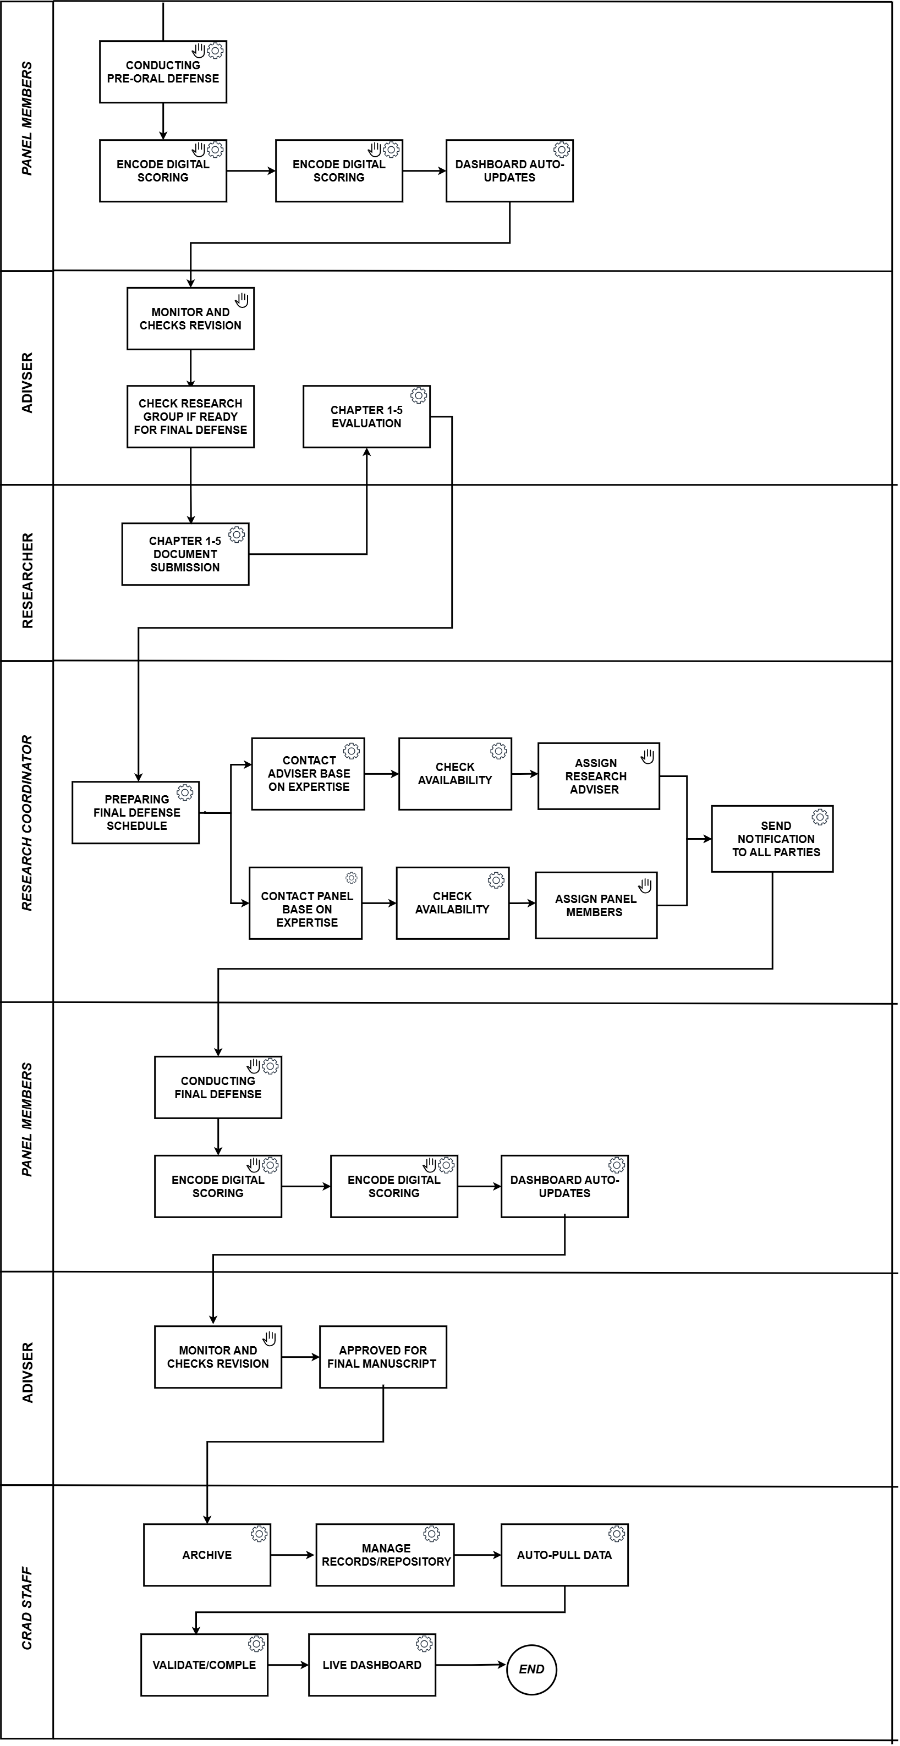 PANEL MEMBERS
CONDUCTING
PRE-ORAL DEFENSE
ENCODE DIGITAL
SCORING
ENCODE DIGITAL
SCORING
DASHBOARD AUTO-
UPDATES
ADIVSER
MONITOR AND
CHECKS REVISION
CHECK RESEARCH
GROUP IF READY
FOR FINAL DEFENSE
CHAPTER 1-5
EVALUATION
RESEARCHER
CHAPTER 1-5
DOCUMENT
SUBMISSION
RESEARCH COORDINATOR
PREPARING
FINAL DEFENSE
SCHEDULE
CONTACT
ADVISER BASE
ON EXPERTISE
CHECK
AVAILABILITY
ASSIGN
RESEARCH
ADVISER
CONTACT PANEL
BASE ON
EXPERTISE
CHECK
AVAILABILITY
ASSIGN PANEL
MEMBERS
SEND
NOTIFICATION
TO ALL PARTIES
PANEL MEMBERS
CONDUCTING
FINAL DEFENSE
ENCODE DIGITAL
SCORING
ENCODE DIGITAL
SCORING
DASHBOARD AUTO-
UPDATES
ADIVSER
MONITOR AND
CHECKS REVISION
APPROVED FOR
FINAL MANUSCRIPT
CRAD STAFF
ARCHIVE
MANAGE
RECORDS/REPOSITORY
AUTO-PULL DATA
VALIDATE/COMPLE
LIVE DASHBOARD
END